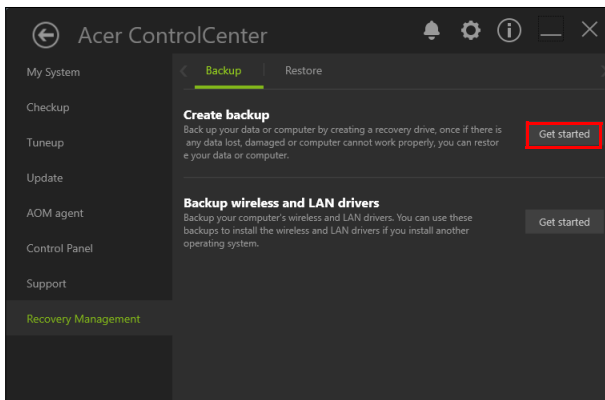 Acer ControlCenter
My System
Checkup
Tuneup
Update
AOM agent
Control Panel
Support
Recovery Management
Backup
Restore
Create backup
Back up your data or computer by creating a recovery drive, once if there is
any data lost, damaged or computer cannot work properly, you can restor
e your data or computer.
Get started
Backup wireless and LAN drivers
Backup your computer's wireless and LAN drivers. You can use these
backups to install the wireless and LAN drivers if you install another
operating system.
Get started